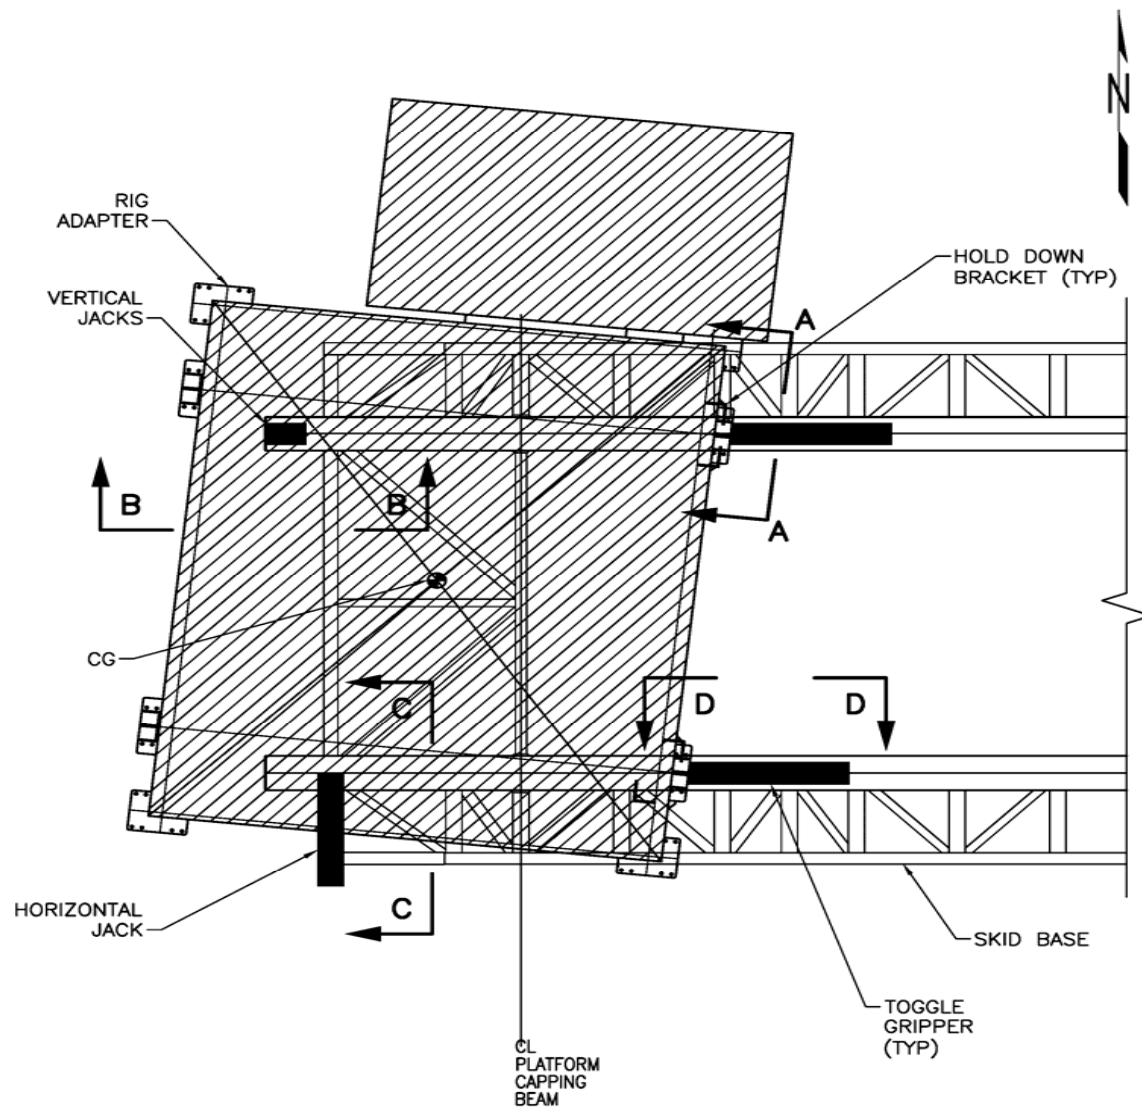 N
RIG
ADAPTER
VERTICAL
JACKS
HOLD DOWN
BRACKET (TYP)
A
B
B
A
CG
C
D
D
HORIZONTAL
JACK
C
SKID BASE
TOGGLE
GRIPPER
(TYP)
CL
PLATFORM
CAPPING
BEAM